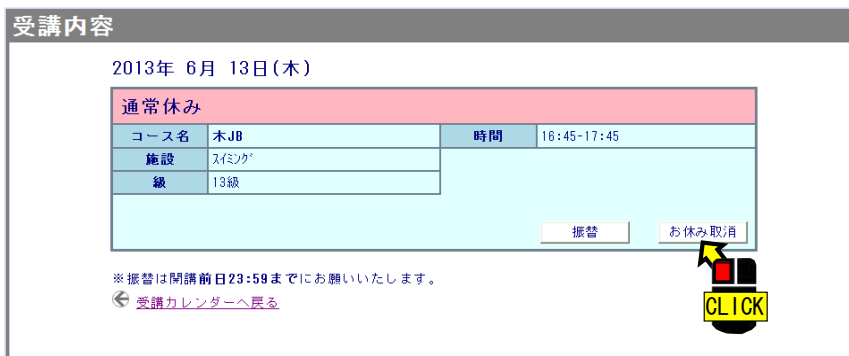 受講内容
2013年 6月 13日(木)
通常休み
コース名 木JB 時間 16:45-17:45
施設 ｽｲﾐﾝｸﾞ
級 13級
振替 お休み取消
※振替は開講前日23:59までにお願いいたします。
受講カレンダーへ戻る
CLICK